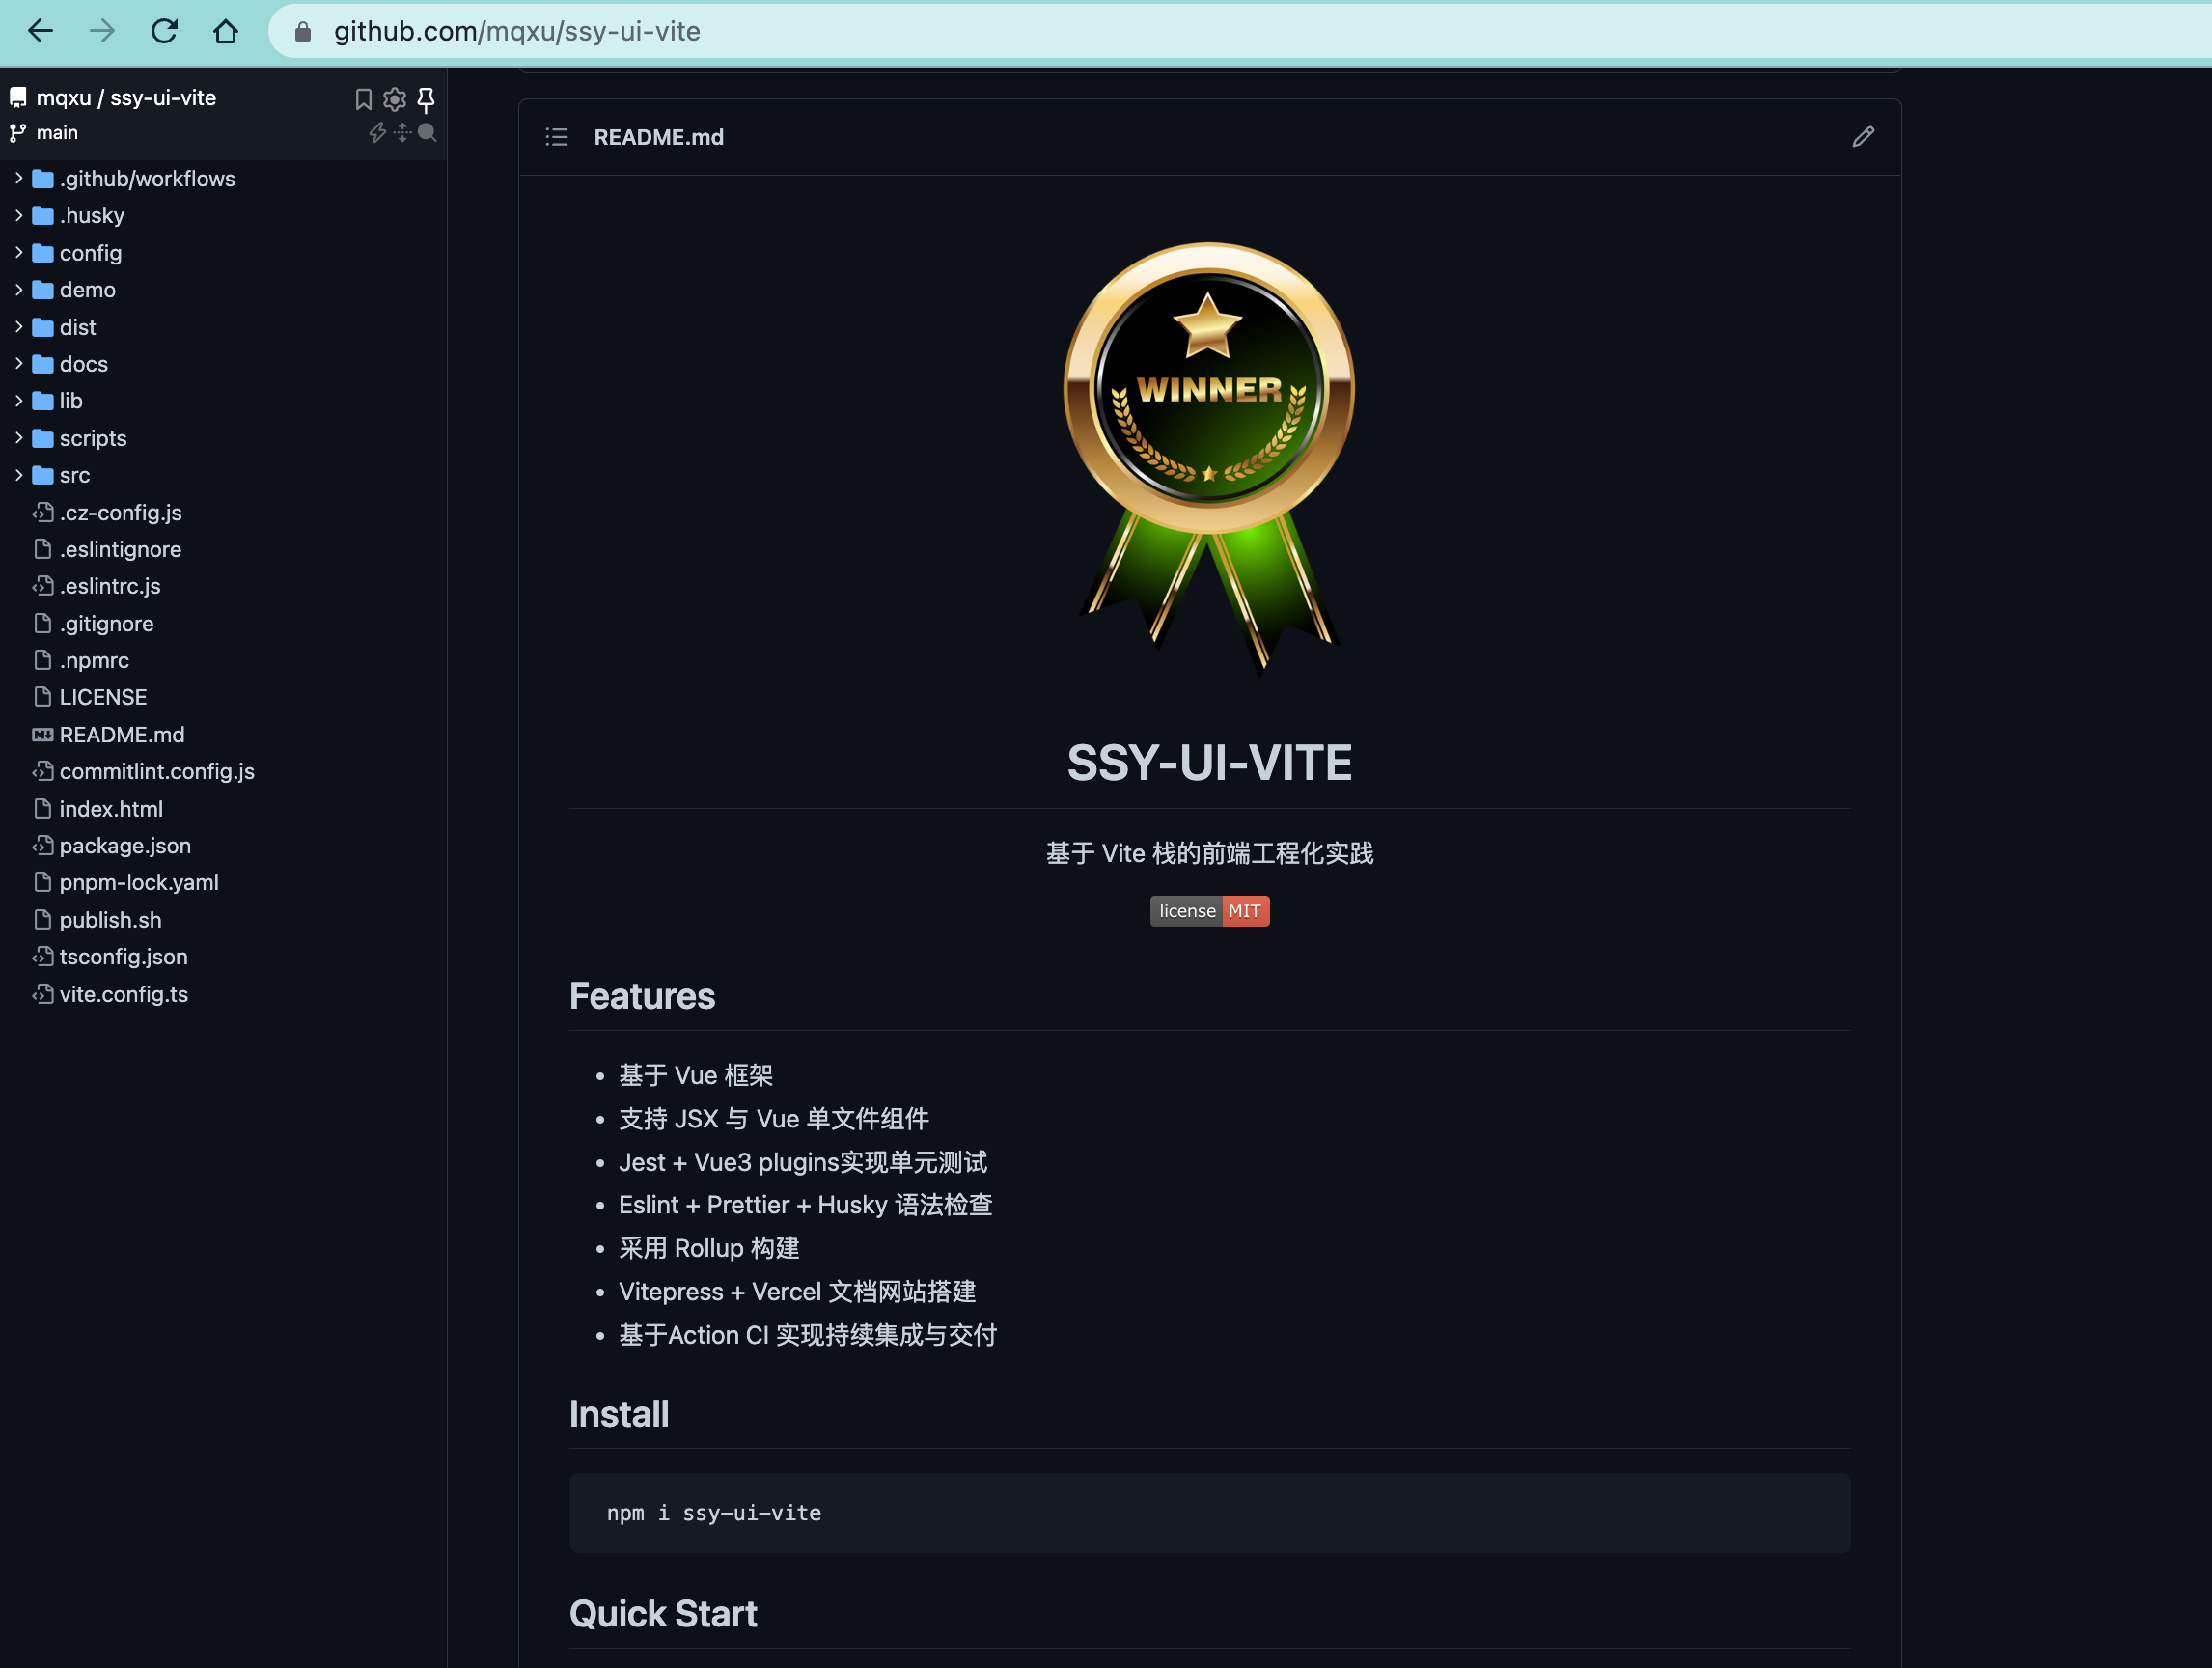 github.com/mqxu/ssy-ui-vite
mqxu / ssy-ui-vite
main
.github/workflows
.husky
config
demo
dist
docs
lib
scripts
src
.cz-config.js
.eslintignore
.eslintrc.js
.gitignore
.npmrc
LICENSE
README.md
commitlint.config.js
index.html
package.json
pnpm-lock.yaml
publish.sh
tsconfig.json
vite.config.ts
README.md
WINNER
SSY-UI-VITE
基于 Vite 栈的前端工程化实践
license MIT
Features
基于 Vue 框架
支持 JSX 与 Vue 单文件组件
Jest + Vue3 plugins实现单元测试
Eslint + Prettier + Husky 语法检查
采用 Rollup 构建
Vitepress + Vercel 文档网站搭建
基于Action CI 实现持续集成与交付
Install
npm i ssy-ui-vite
Quick Start